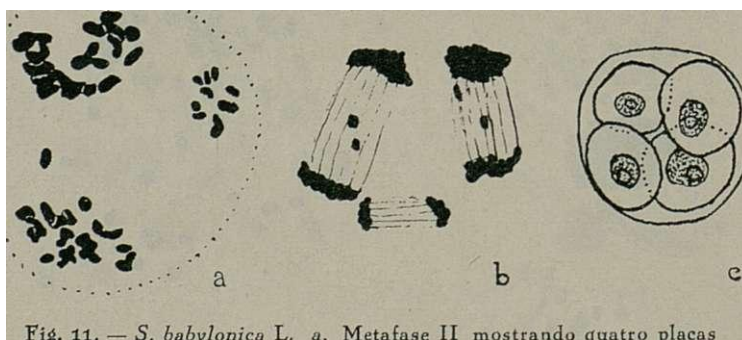 a
b
c
Fig. 11. — S. babylonica L. a, Metafase II mostrando quatro placas